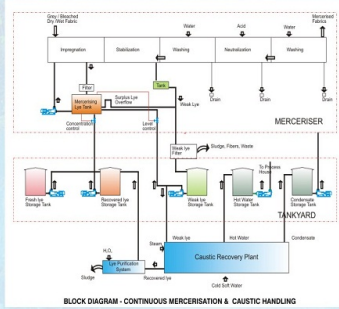 Grey / Bleached
Dry /Wet Fabric
Water
Acid
Water
Mercerised
Fabrics
Impregnation
Stabilization
Washing
Neutralization
Washing
Filter
Tank
Mercerising
Lye Tank
Surplus Lye
Overflow
Weak Lye
Drain
Drain
Drain
Concentration
control
Level
control
MERCERISER
Weak lye
Filter
Sludge, Fibers, Waste
To Process
House
Fresh lye
Storage Tank
Recovered lye
Storage Tank
Weak lye
Storage Tank
Hot Water
Storage Tank
Condensate
Storage Tank
TANKYARD
Weak lye
Hot Water
Condensate
Steam
H₂O₂
Lye Purification
System
Caustic Recovery Plant
Sludge
Recovered lye
Cold Soft Water
BLOCK DIAGRAM - CONTINUOUS MERCERISATION & CAUSTIC HANDLING